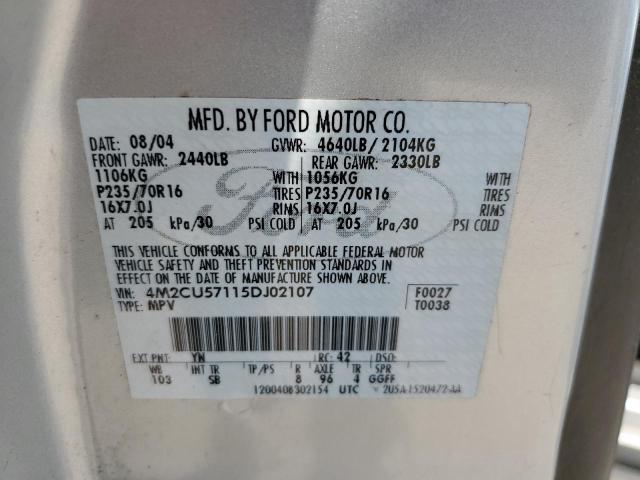 MFD. BY FORD MOTOR CO.
DATE: 08/04 GVWR: 4640LB/ 2104KG
FRONT GAWR: 2440LB REAR GAWR: 2330LB
1106KG WITH 1056KG WITH
P235/70R16 TIRES P235/70R16 TIRES
16X7.0J RIMS 16X7.0J RIMS
AT 205 kPa/30 PSI COLD AT 205 kPa/30 PSI COLD
Ford
THIS VEHICLE CONFORMS TO ALL APPLICABLE FEDERAL MOTOR
VEHICLE SAFETY AND THEFT PREVENTION STANDARDS IN
EFFECT ON THE DATE OF MANUFACTURE SHOWN ABOVE.
VIN: 4M2CU57115DJ02107 F0027
TYPE: MPV T0038
EXT PNT: YN RC: 42 DSO:
WB INT TR TP/PS R AXLE TR SPR
103 SB 8 96 4 GGFF
1200408302154 UTC 2U5A-1520472-AA